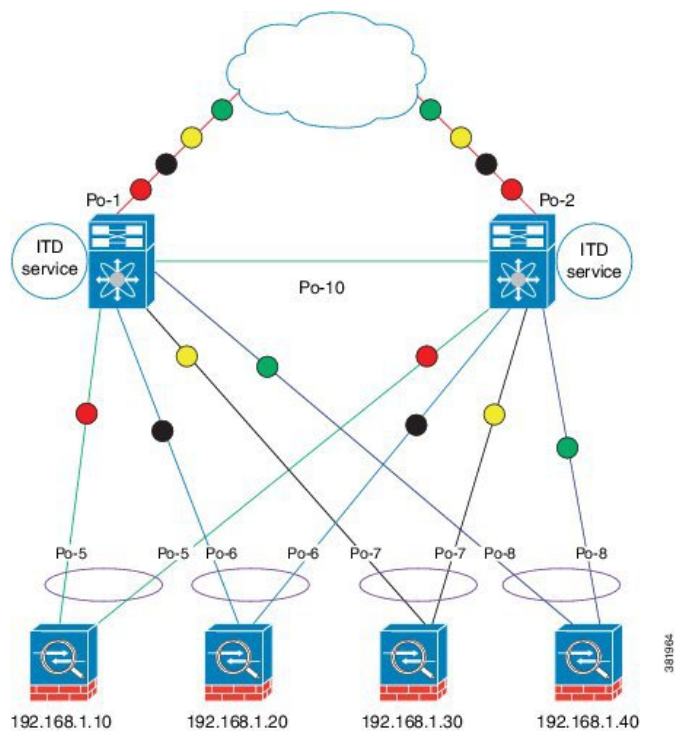 Po-1
Po-2
ITD
service
ITD
service
Po-10
Po-5
Po-5
Po-6
Po-6
Po-7
Po-7
Po-8
Po-8
192.168.1.10
192.168.1.20
192.168.1.30
192.168.1.40
381964